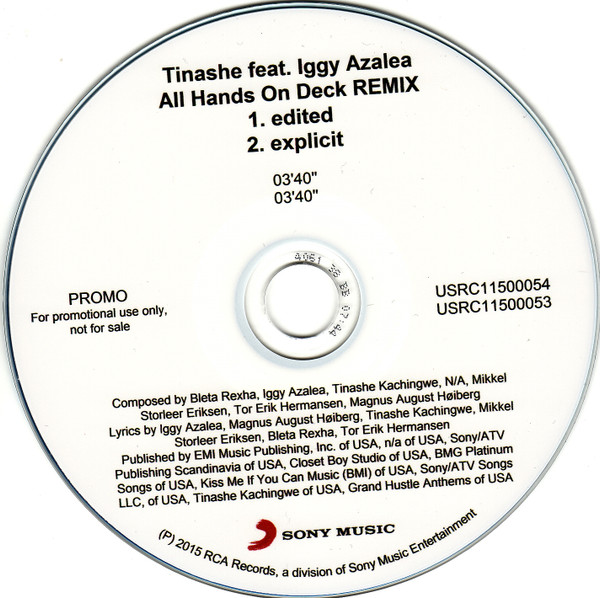 Tinashe feat. Iggy Azalea
All Hands On Deck REMIX
1. edited
2. explicit
03'40"
03'40"
4061 38 BB 07:44
PROMO
For promotional use only,
not for sale
USRC11500054
USRC11500053
Composed by Bleta Rexha, Iggy Azalea, Tinashe Kachingwe, N/A, Mikkel
Storleer Eriksen, Tor Erik Hermansen, Magnus August Høiberg
Lyrics by Iggy Azalea, Magnus August Høiberg, Tinashe Kachingwe, Mikkel
Storleer Eriksen, Bleta Rexha, Tor Erik Hermansen
Published by EMI Music Publishing, Inc. of USA, n/a of USA, Sony/ATV
Publishing Scandinavia of USA, Closet Boy Studio of USA, BMG Platinum
Songs of USA, Kiss Me If You Can Music (BMI) of USA, Sony/ATV Songs
LLC, of USA, Tinashe Kachingwe of USA, Grand Hustle Anthems of USA
SONY MUSIC
(P) 2015 RCA Records, a division of Sony Music Entertainment